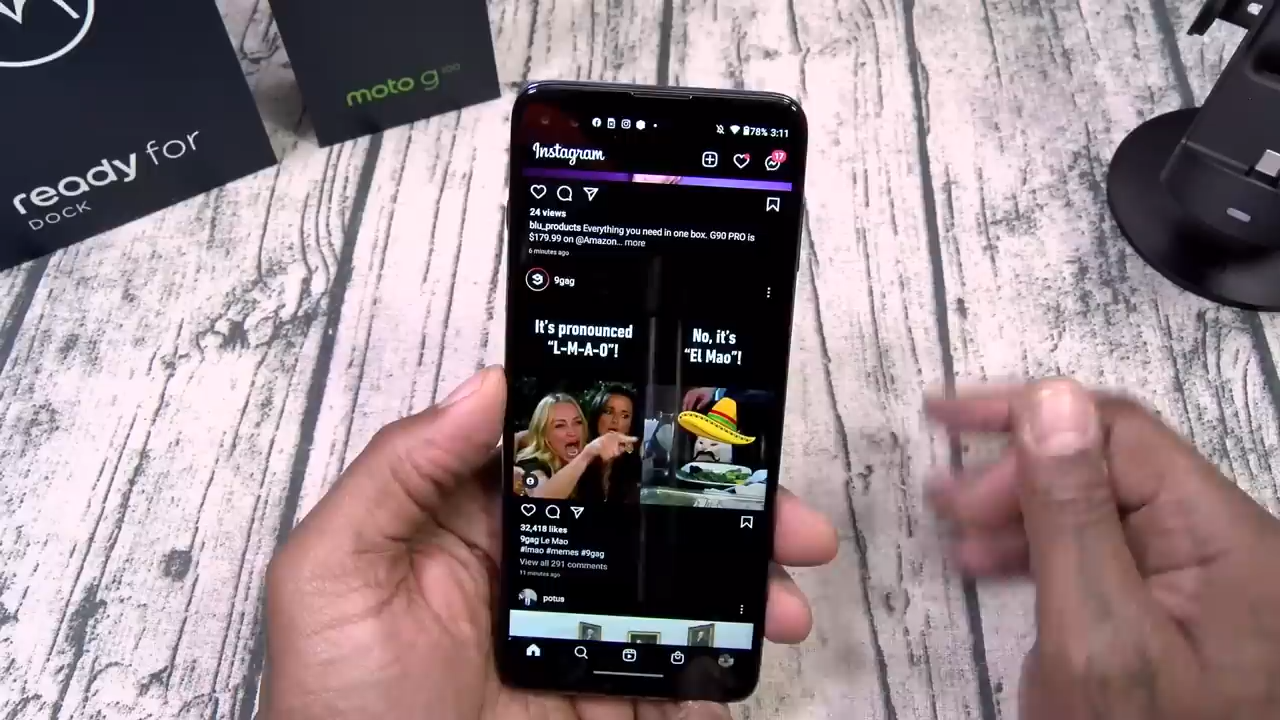 moto g 100
ready for
DOCK
78% 3:11
Instagram
17
24 views
blu_products Everything you need in one box. G90 PRO is
$179.99 on @Amazon... more
6 minutes ago
9gag
It's pronounced
"L-M-A-O"!
No, it's
"El Mao"!
32,418 likes
9gag Le Mao
#lmao #memes #9gag
View all 291 comments
11 minutes ago
potus